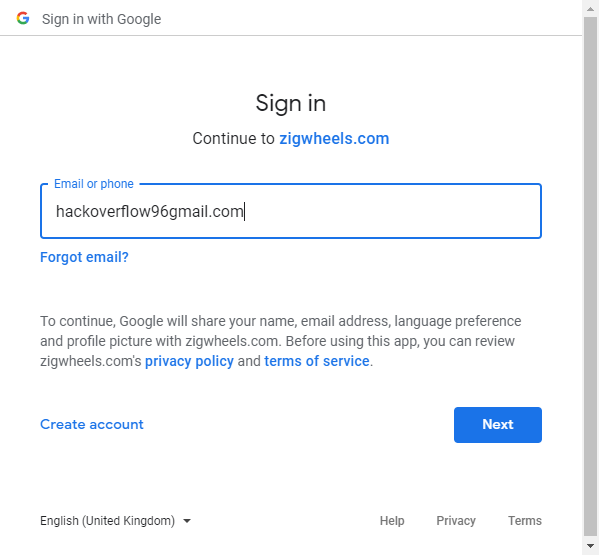 Sign in with Google
Sign in
Continue to zigwheels.com
Email or phone
hackoverflow96gmail.com
Forgot email?
To continue, Google will share your name, email address, language preference
and profile picture with zigwheels.com. Before using this app, you can review
zigwheels.com's privacy policy and terms of service.
Create account
Next
English (United Kingdom)
Help
Privacy
Terms